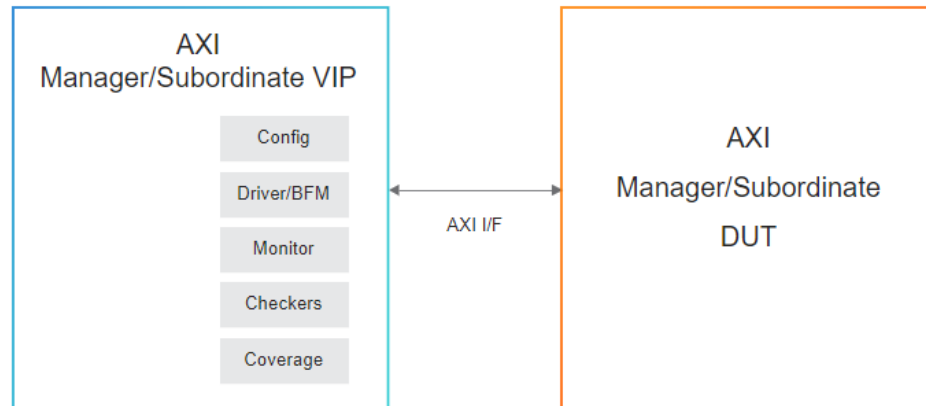 AXI
Manager/Subordinate VIP
Config
Driver/BFM
Monitor
Checkers
Coverage
AXI I/F
AXI
Manager/Subordinate
DUT